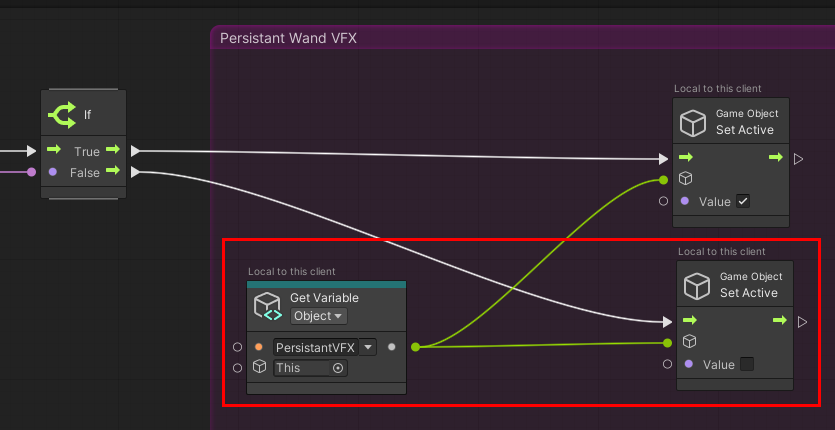 Persistant Wand VFX
If
True
False
Local to this client
Game Object
Set Active
Value
Local to this client
Get Variable
Object
PersistantVFX
This
Local to this client
Game Object
Set Active
Value